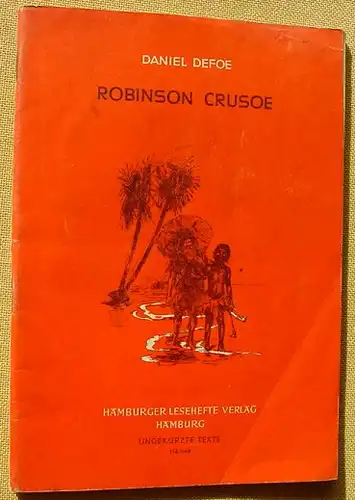 DANIEL DEFOE
ROBINSON CRUSOE
HAMBURGER LESEHEFTE VERLAG
HAMBURG
UNGEKÜRZTE TEXTE